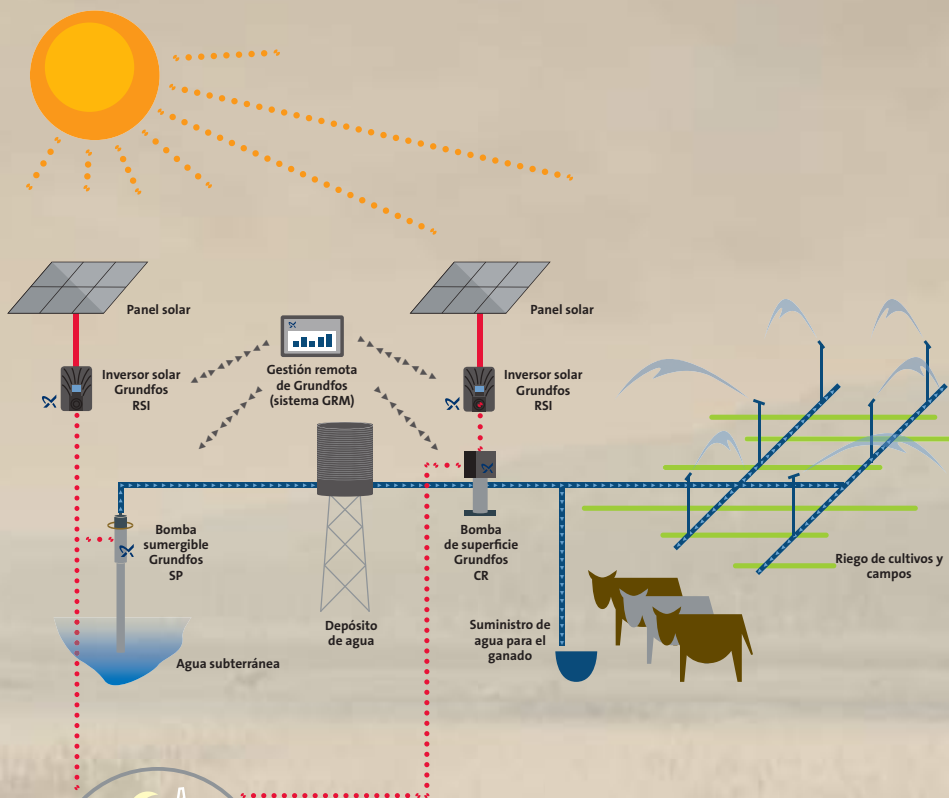 Panel solar
Panel solar
Inversor solar
Grundfos
RSI
Gestión remota
de Grundfos
(sistema GRM)
Inversor solar
Grundfos
RSI
Bomba
sumergible
Grundfos
SP
Bomba
de superficie
Grundfos
CR
Riego de cultivos y
campos
Depósito
de agua
Suministro de
agua para el
ganado
Agua subterránea